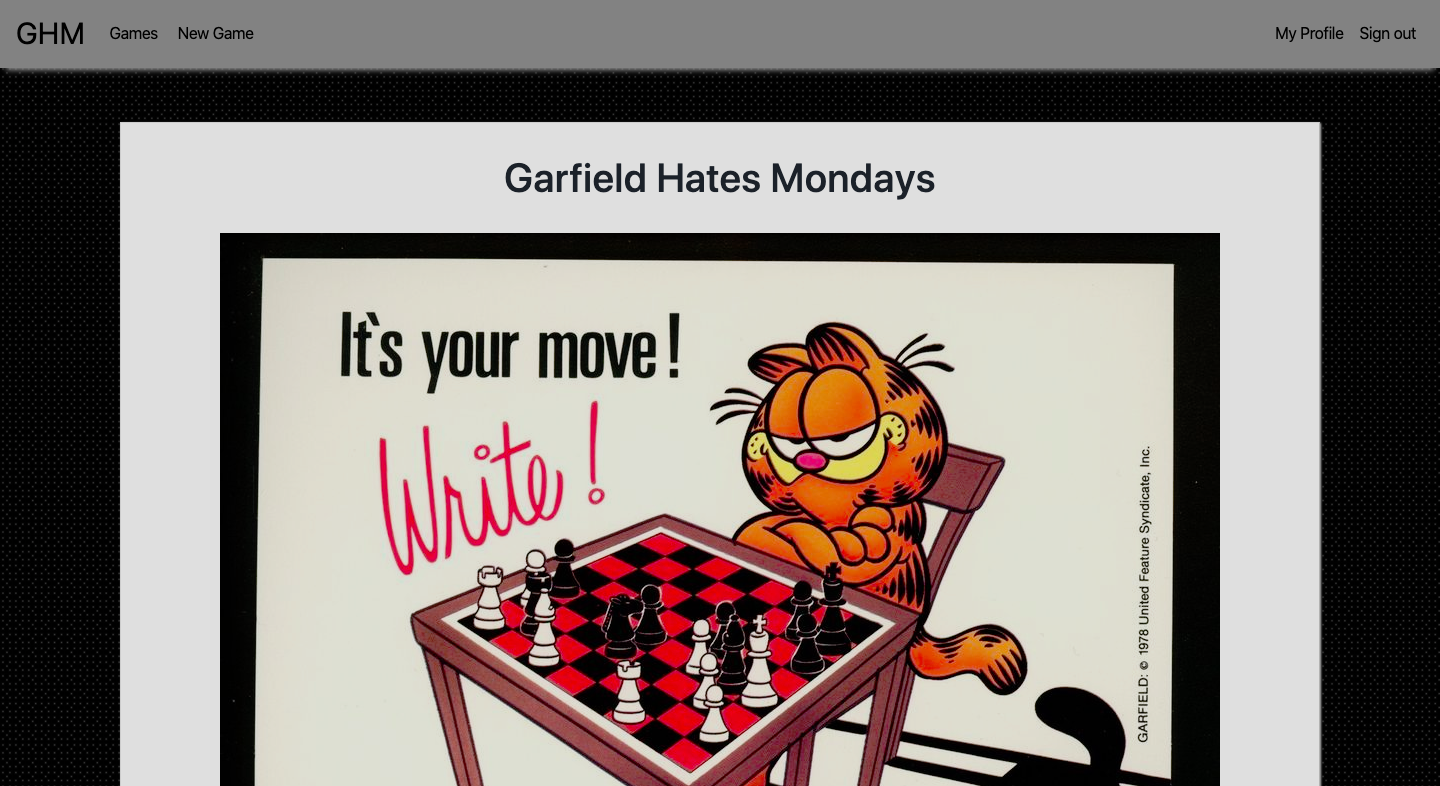 GHM Games New Game My Profile Sign out
Garfield Hates Mondays
It's your move!
Write!
GARFIELD: © 1978 United Feature Syndicate, Inc.